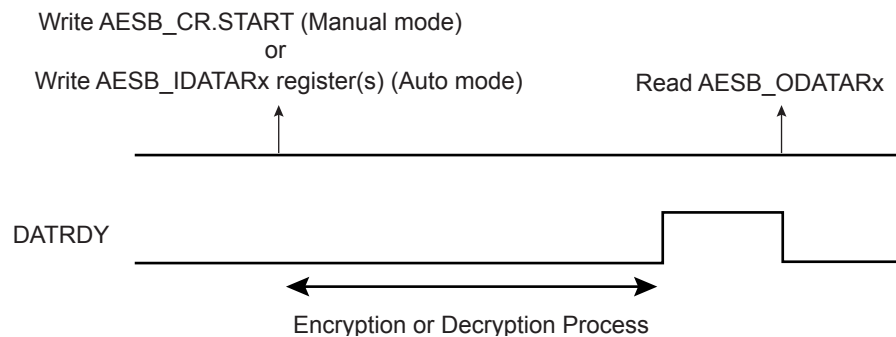 Write AESB_CR.START (Manual mode)
or
Write AESB_IDATARx register(s) (Auto mode)
Read AESB_ODATARx
DATRDY
Encryption or Decryption Process